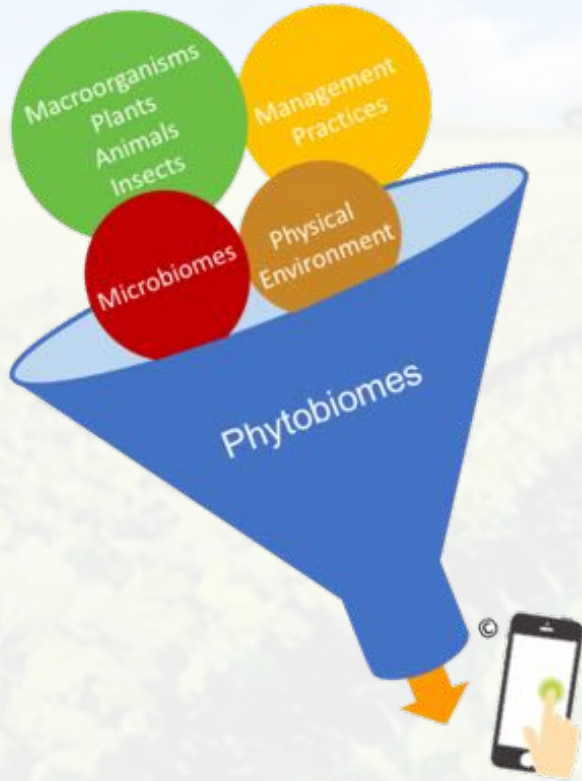 Macroorganisms
Plants
Animals
Insects
Management
Practices
Microbiomes
Physical
Environment
Phytobiomes
©